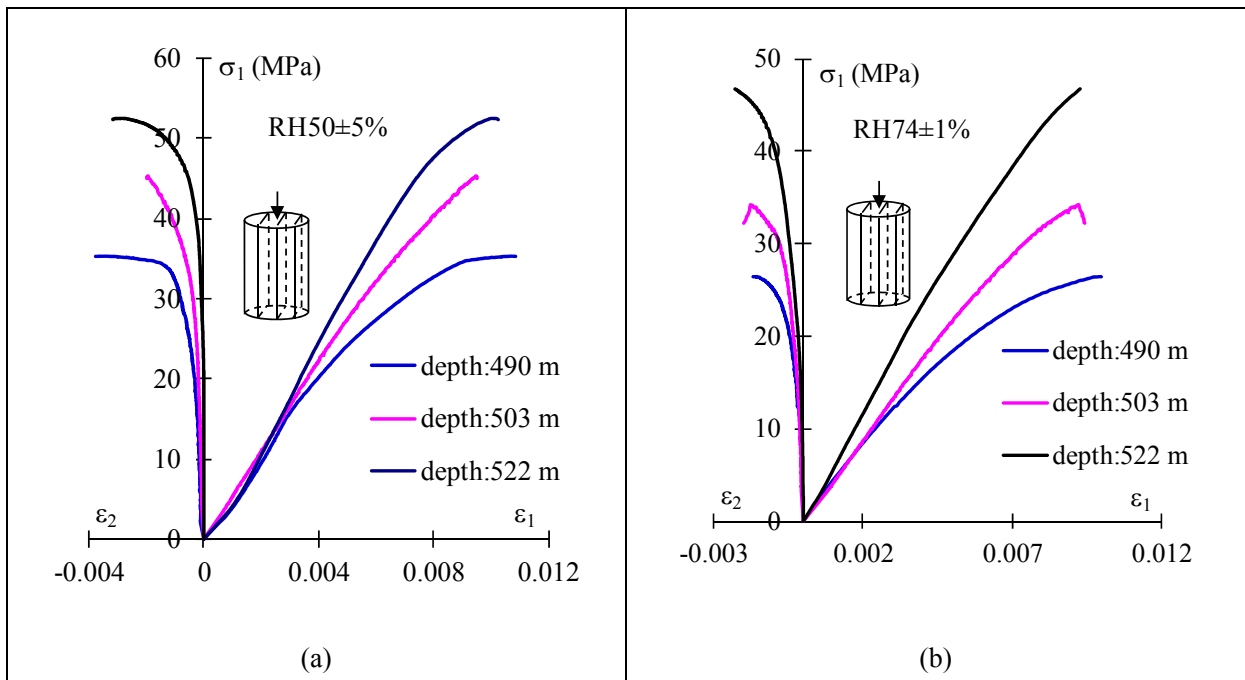 60
σ₁ (MPa)
50
RH50±5%
40
30
depth:490 m
20
depth:503 m
10
depth:522 m
ε₂
0
ε₁
-0.004
0
0.004
0.008
0.012
(a)
50
σ₁ (MPa)
40
RH74±1%
30
20
depth:490 m
depth:503 m
10
depth:522 m
ε₂
0
ε₁
-0.003
0.002
0.007
0.012
(b)